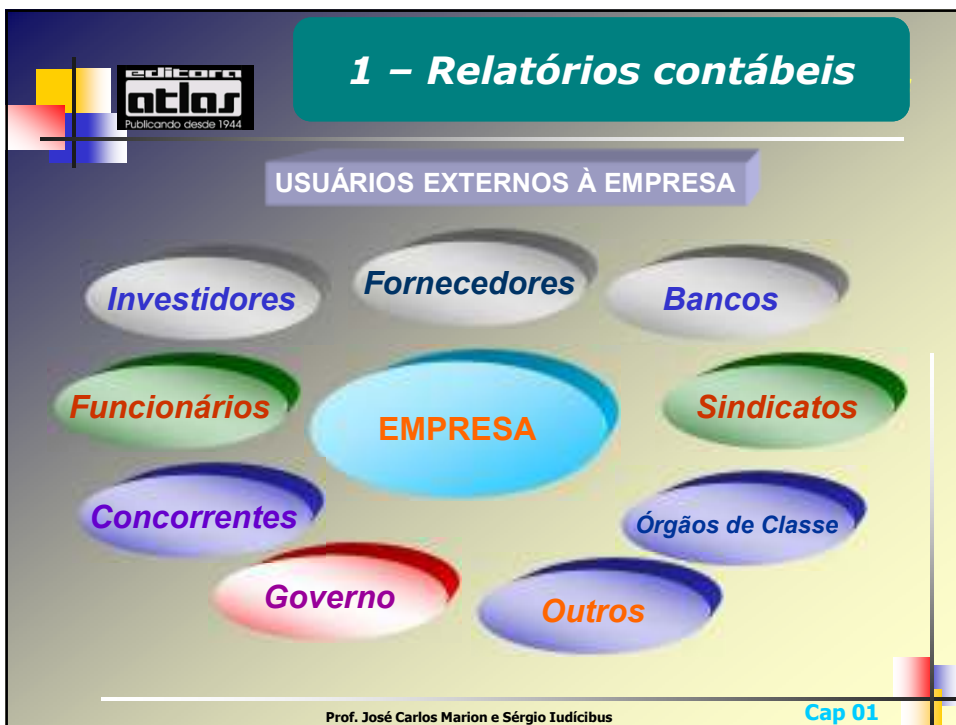 1 – Relatórios contábeis
editora
atlas
Publicando desde 1944
USUÁRIOS EXTERNOS À EMPRESA
Investidores
Fornecedores
Bancos
Funcionários
EMPRESA
Sindicatos
Concorrentes
Órgãos de Classe
Governo
Outros
Prof. José Carlos Marion e Sérgio Iudícibus
Cap 01